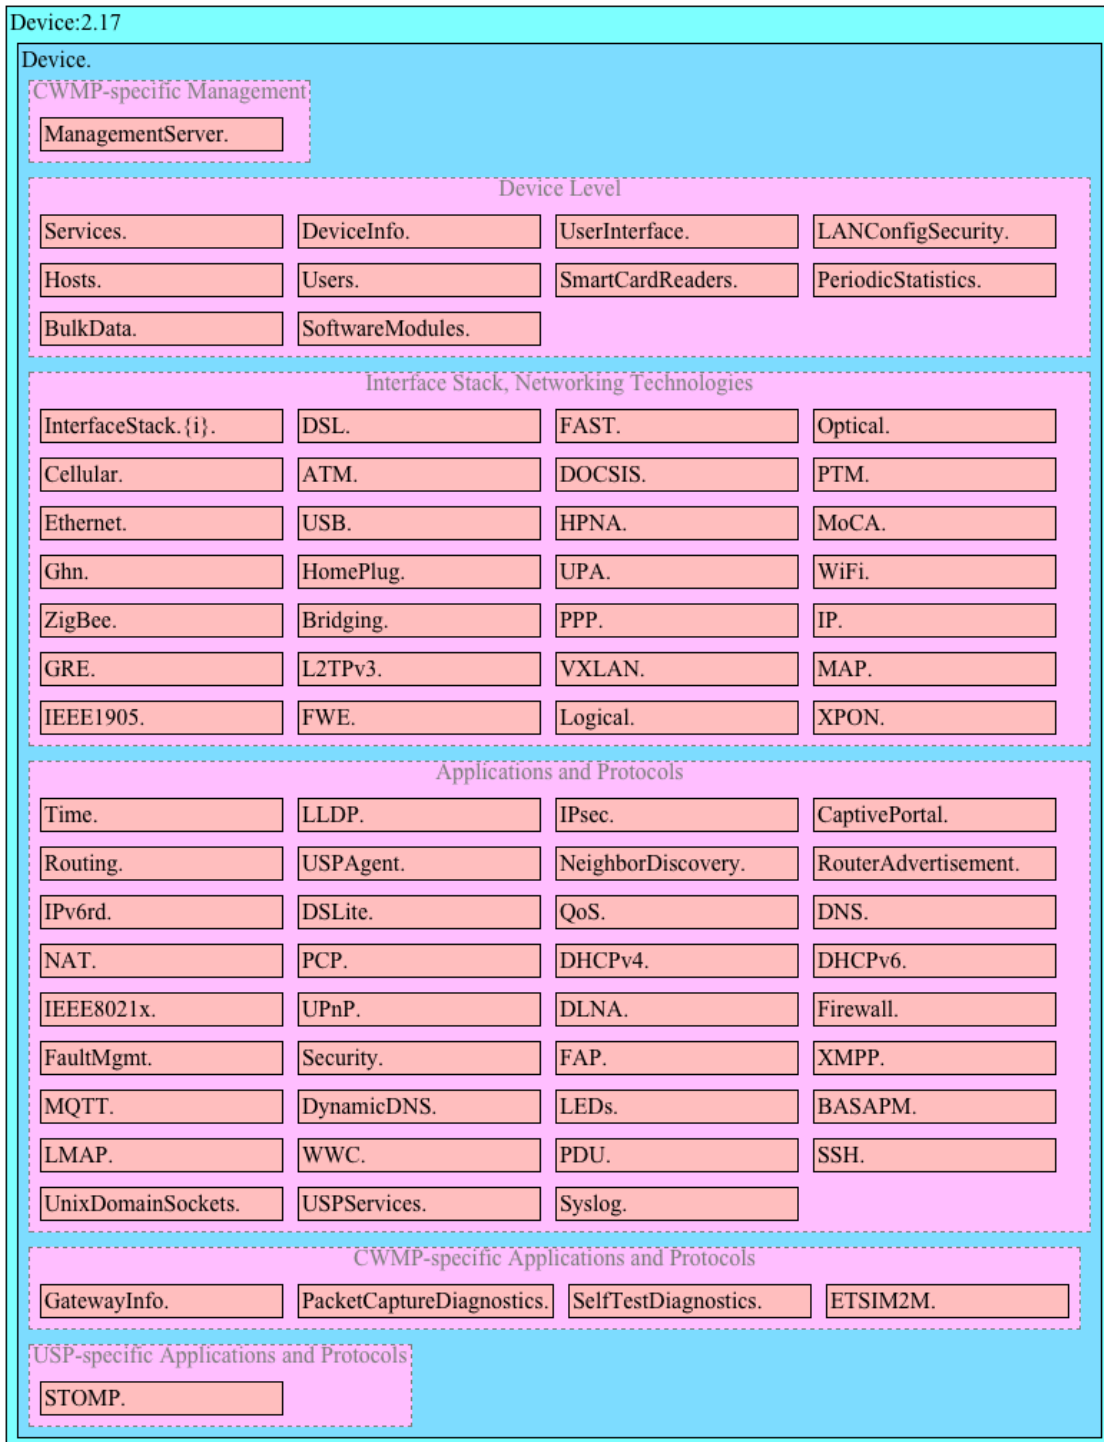 Device:2.17
Device.
CWMP-specific Management
ManagementServer.
Device Level
Services. DeviceInfo. UserInterface. LANConfigSecurity.
Hosts. Users. SmartCardReaders. PeriodicStatistics.
BulkData. SoftwareModules.
Interface Stack, Networking Technologies
InterfaceStack.{i}. DSL. FAST. Optical.
Cellular. ATM. DOCSIS. PTM.
Ethernet. USB. HPNA. MoCA.
Ghn. HomePlug. UPA. WiFi.
ZigBee. Bridging. PPP. IP.
GRE. L2TPv3. VXLAN. MAP.
IEEE1905. FWE. Logical. XPON.
Applications and Protocols
Time. LLDP. IPsec. CaptivePortal.
Routing. USPAgent. NeighborDiscovery. RouterAdvertisement.
IPv6rd. DSLite. QoS. DNS.
NAT. PCP. DHCPv4. DHCPv6.
IEEE8021x. UPnP. DLNA. Firewall.
FaultMgmt. Security. FAP. XMPP.
MQTT. DynamicDNS. LEDs. BASAPM.
LMAP. WWC. PDU. SSH.
UnixDomainSockets. USPServices. Syslog.
CWMP-specific Applications and Protocols
GatewayInfo. PacketCaptureDiagnostics. SelfTestDiagnostics. ETSIM2M.
USP-specific Applications and Protocols
STOMP.